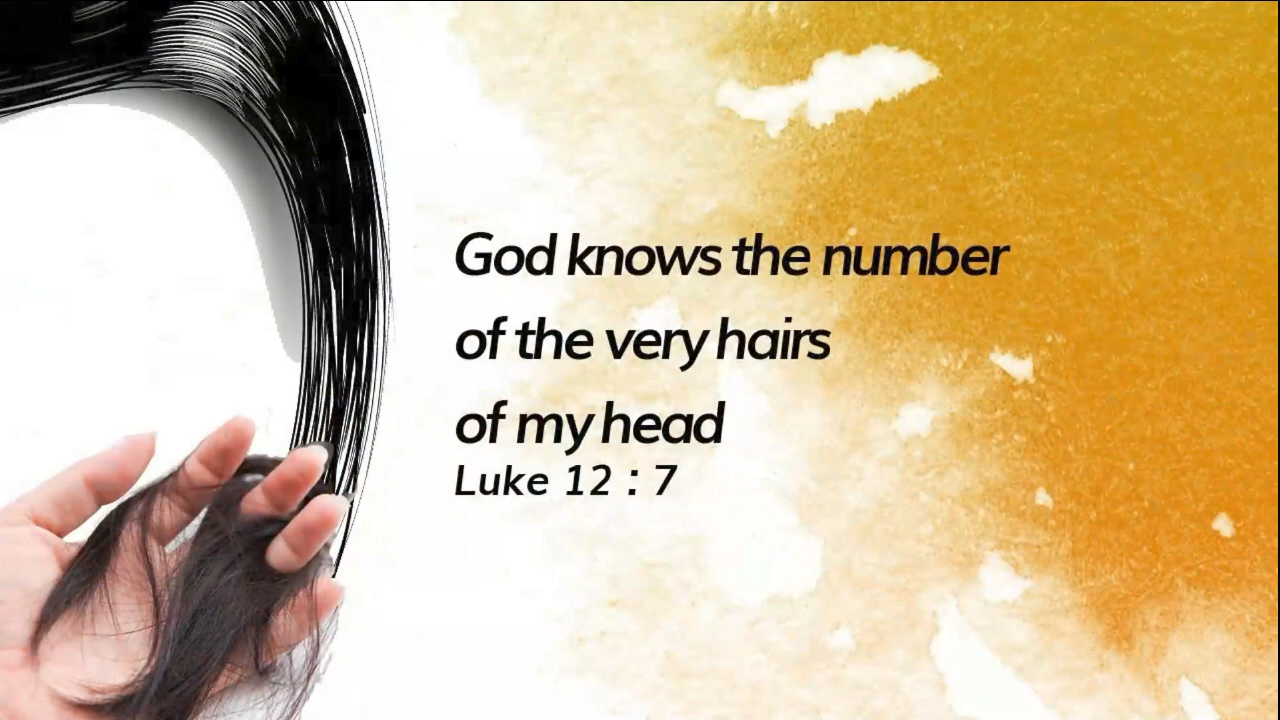 God knows the number
of the very hairs
of my head
Luke 12 : 7